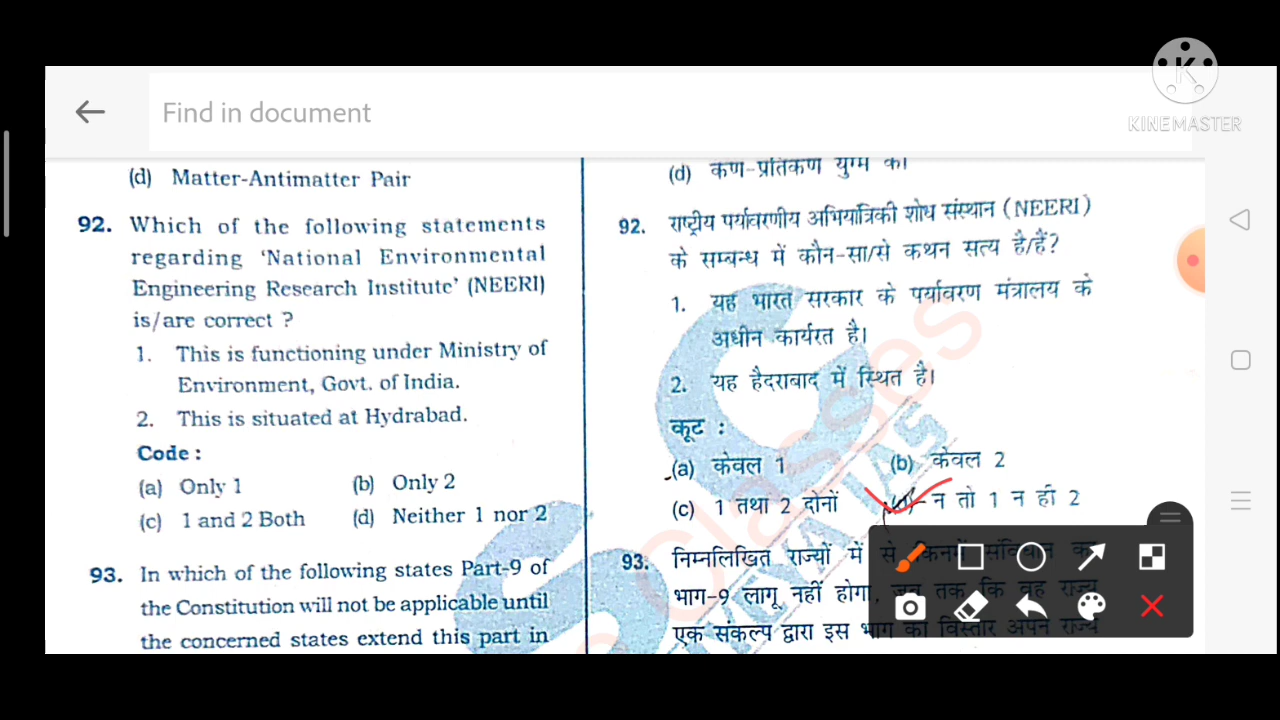 Find in document
KINEMASTER
(d) Matter-Antimatter Pair
92. Which of the following statements
regarding 'National Environmental
Engineering Research Institute' (NEERI)
is/are correct ?
1. This is functioning under Ministry of
Environment, Govt. of India.
2. This is situated at Hydrabad.
Code :
(a) Only 1 (b) Only 2
(c) 1 and 2 Both (d) Neither 1 nor 2
93. In which of the following states Part-9 of
the Constitution will not be applicable until
the concerned states extend this part in
(d) कण-प्रतिकण युग्म का
92. राष्ट्रीय पर्यावरणीय अभियांत्रिकी शोध संस्थान (NEERI)
के सम्बन्ध में कौन-सा/से कथन सत्य है/हैं?
1. यह भारत सरकार के पर्यावरण मंत्रालय के
अधीन कार्यरत है।
2. यह हैदराबाद में स्थित है।
कूट :
(a) केवल 1 (b) केवल 2
(c) 1 तथा 2 दोनों न तो 1 न ही 2
93. निम्नलिखित राज्यों में से किनमें संविधान का
भाग-9 लागू नहीं होगा, जब तक कि वह राज्य
एक संकल्प द्वारा इस भाग का विस्तार अपने राज्य
Classes